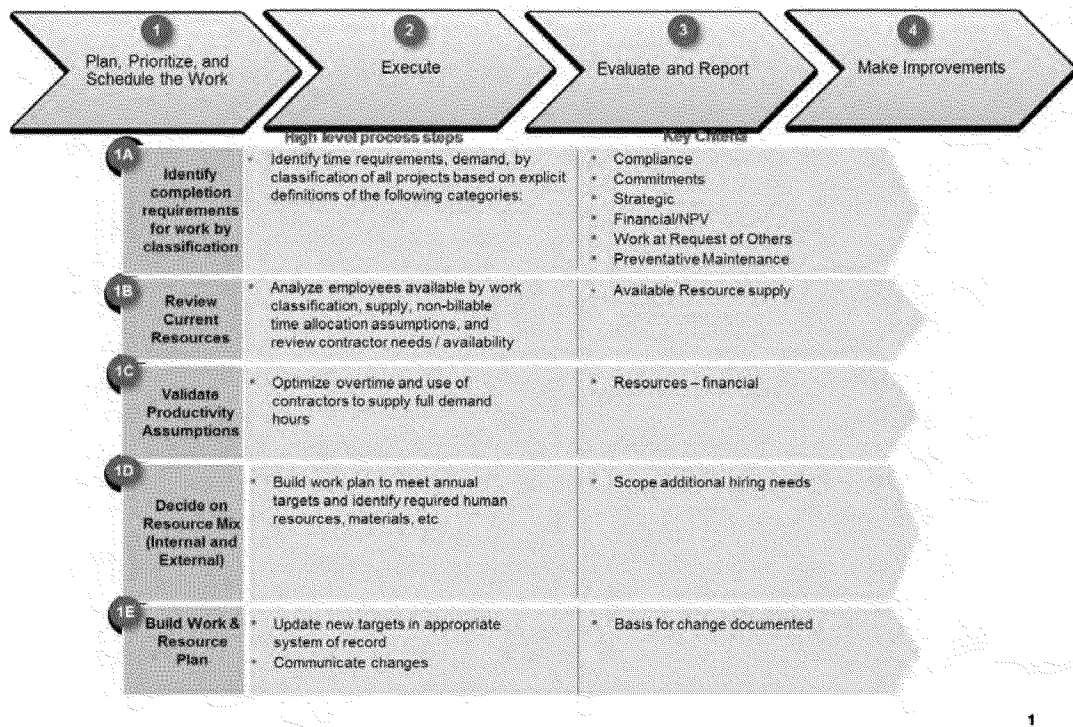 1
Plan, Prioritize, and
Schedule the Work
2
Execute
3
Evaluate and Report
4
Make Improvements
High level process steps
Key Criteria
1A
Identify
completion
requirements
for work by
classification
• Identify time requirements, demand, by
classification of all projects based on explicit
definitions of the following categories:
• Compliance
• Commitments
• Strategic
• Financial/NPV
• Work at Request of Others
• Preventative Maintenance
1B
Review
Current
Resources
• Analyze employees available by work
classification, supply, non-billable
time allocation assumptions, and
review contractor needs / availability
• Available Resource supply
1C
Validate
Productivity
Assumptions
• Optimize overtime and use of
contractors to supply full demand
hours
• Resources – financial
1D
Decide on
Resource Mix
(Internal and
External)
• Build work plan to meet annual
targets and identify required human
resources, materials, etc
• Scope additional hiring needs
1E
Build Work &
Resource
Plan
• Update new targets in appropriate
system of record
• Communicate changes
• Basis for change documented
1